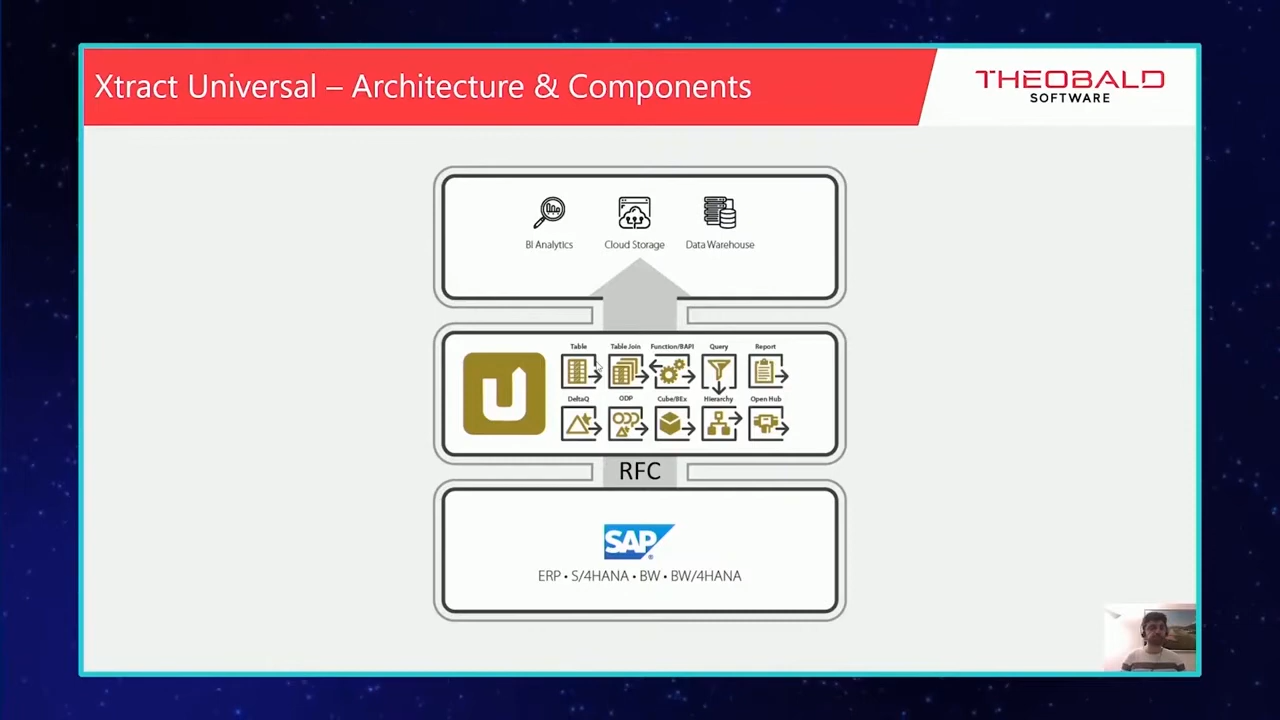 Xtract Universal – Architecture & Components
THEOBALD
SOFTWARE
BI Analytics
Cloud Storage
Data Warehouse
Table
Table Join
Function/BAPI
Query
Report
DeltaQ
ODP
Cube/BEx
Hierarchy
Open Hub
U
RFC
SAP
ERP • S/4HANA • BW • BW/4HANA